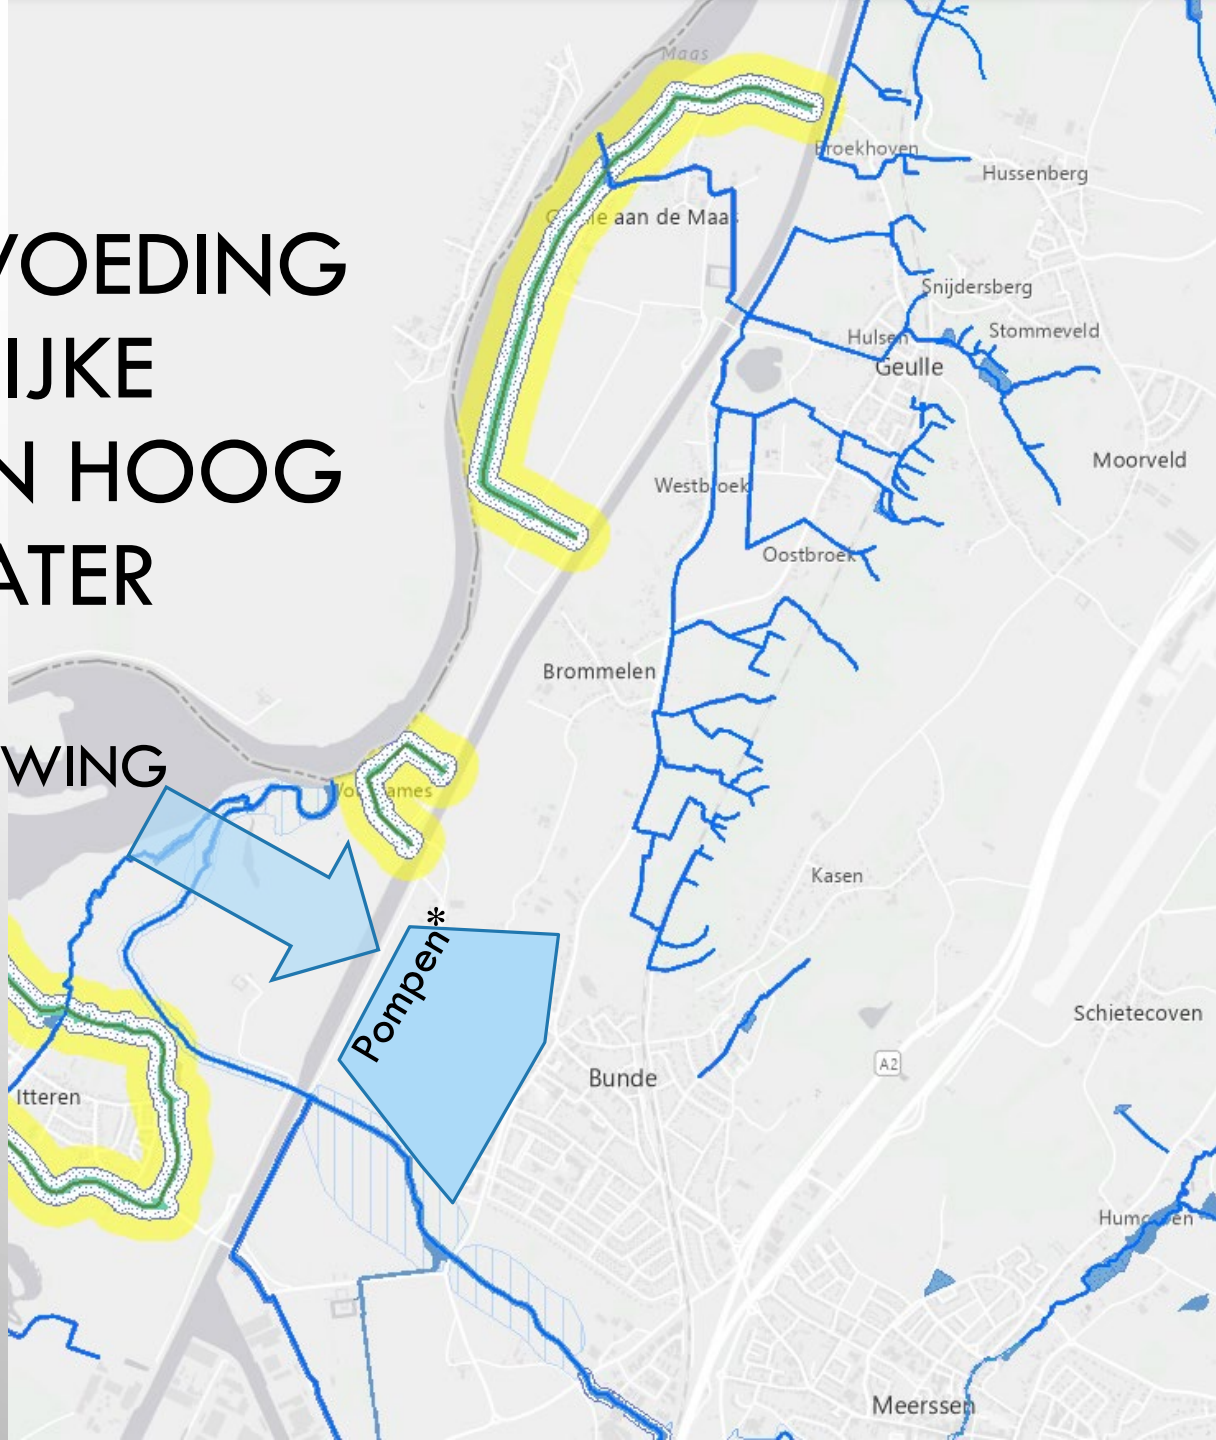 VOEDING
IJKE
N HOOG
ATER
WING
Maas
Broekhoven
Hussenberg
Geulle aan de Maas
Snijdersberg
Hulsen
Stommeveld
Geulle
Moorveld
Westbroek
Oostbroek
Brommelen
Kasen
Pompen*
Schietecoven
A2
Bunde
Itteren
Meerssen